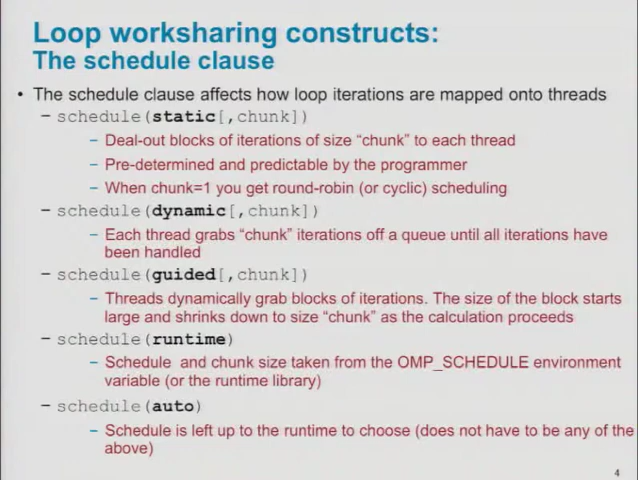 Loop worksharing constructs:
The schedule clause
• The schedule clause affects how loop iterations are mapped onto threads
– schedule(static[,chunk])
– Deal-out blocks of iterations of size “chunk” to each thread
– Pre-determined and predictable by the programmer
– When chunk=1 you get round-robin (or cyclic) scheduling
– schedule(dynamic[,chunk])
– Each thread grabs “chunk” iterations off a queue until all iterations have
been handled
– schedule(guided[,chunk])
– Threads dynamically grab blocks of iterations. The size of the block starts
large and shrinks down to size “chunk” as the calculation proceeds
– schedule(runtime)
– Schedule and chunk size taken from the OMP_SCHEDULE environment
variable (or the runtime library)
– schedule(auto)
– Schedule is left up to the runtime to choose (does not have to be any of the
above)
4